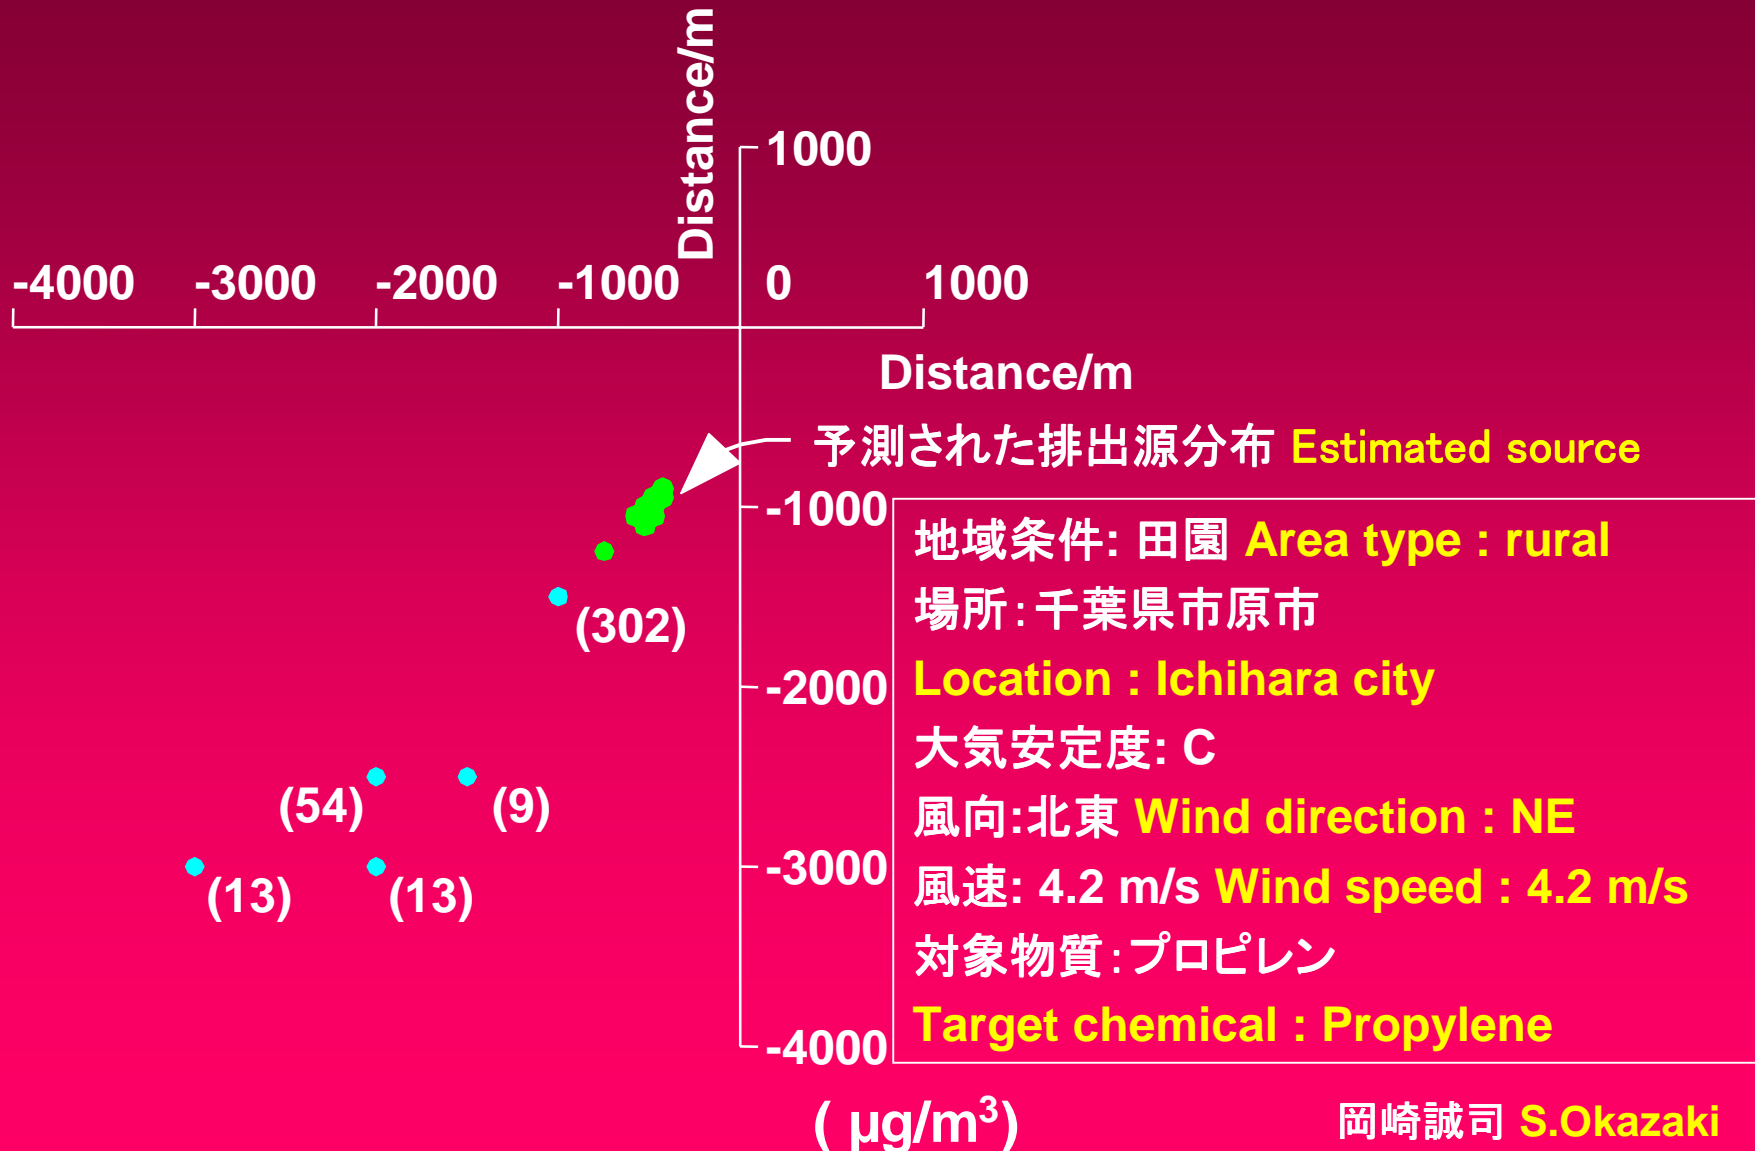 Distance/m
1000
-4000 -3000 -2000 -1000 0 1000
Distance/m
予測された排出源分布 Estimated source
-1000
地域条件: 田園 Area type : rural
場所:千葉県市原市
(302)
Location : Ichihara city
-2000
大気安定度: C
(54) (9)
風向:北東 Wind direction : NE
-3000
(13) (13)
風速: 4.2 m/s Wind speed : 4.2 m/s
対象物質:プロピレン
Target chemical : Propylene
-4000
( μg/m³)
岡崎誠司 S.Okazaki